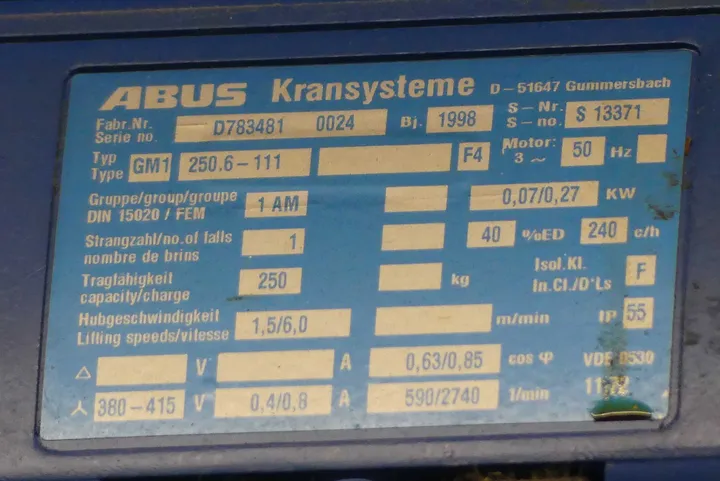 ABUS Kransysteme D-51647 Gummersbach
Fabr.Nr. Serie no. D783481 0024 Bj. 1998 S-Nr. S-no. S 13371
Typ Type GM1 250.6-111 F4 Motor: 3 ~ 50 Hz
Gruppe/group/groupe DIN 15020 / FEM 1 AM 0,07/0,27 KW
Strangzahl/no.of falls nombre de brins 1 40 %ED 240 c/h
Tragfähigkeit capacity/charge 250 kg Isol.Kl. In.Cl./D°Ls F
Hubgeschwindigkeit Lifting speeds/vitesse 1,5/6,0 m/min IP 55
△ V A 0,63/0,85 cos φ VDE 0530
⅄ 380-415 V 0,4/0,8 A 590/2740 1/min